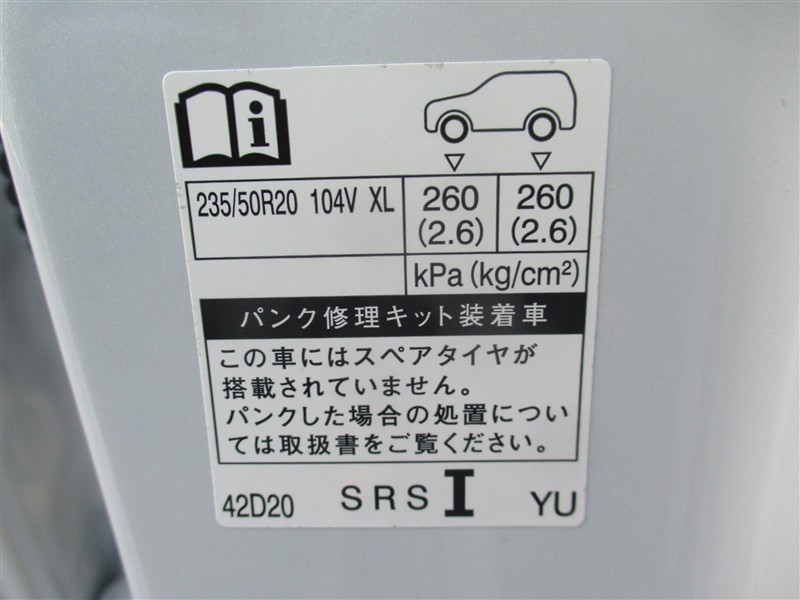 235/50R20 104V XL 260 260
(2.6) (2.6)
kPa (kg/cm²)
パンク修理キット装着車
この車にはスペアタイヤが
搭載されていません。
パンクした場合の処置につい
ては取扱書をご覧ください。
42D20 SRS I YU